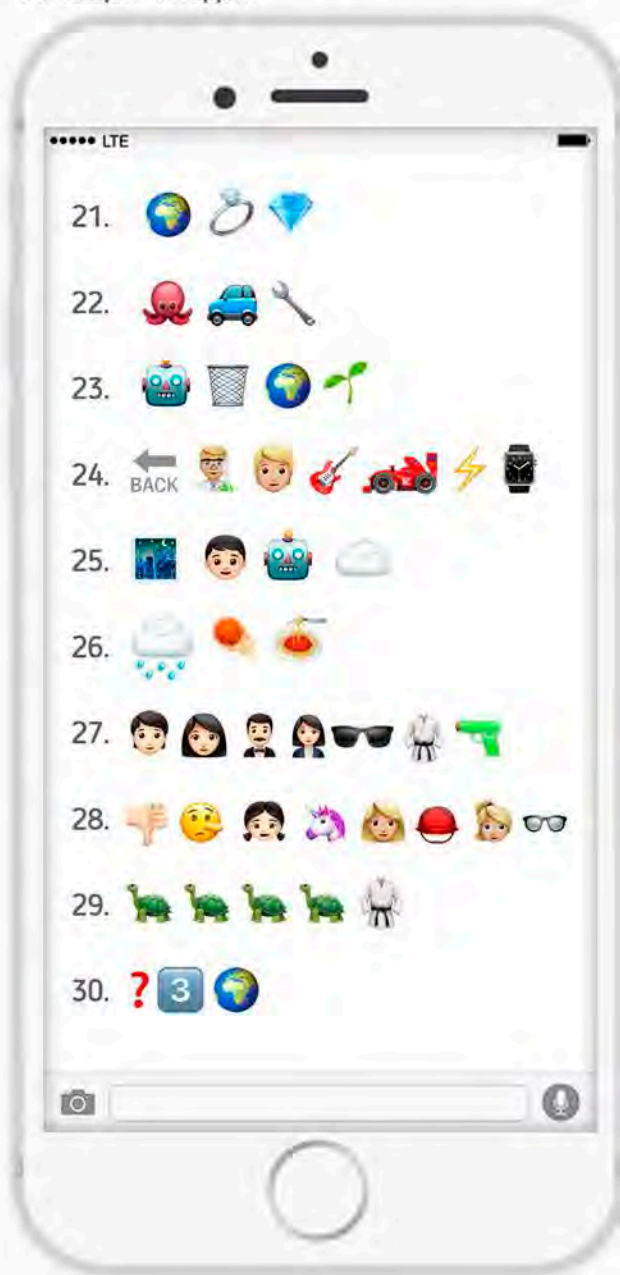 ●●●●● LTE
21. 🌍 💍 💎
22. 🐙 🚙 🔧
23. 🤖 🗑 🌍 🌱
24. 🔙 BACK 👨🏼‍🔬 👱🏼 🎸 🏎 ⚡ ⌚
25. 🌃 👦🏻 🤖 ☁
26. 🌨 ☄ 🍝
27. 🧑🏻 👩🏻 🤵🏻 👩🏻‍💼 🕶 🥋 🔫
28. 👎🏻 🤥 👧🏻 🦄 👩🏼 ⛑ 👱🏼‍♀️ 👓
29. 🐢 🐢 🐢 🐢 🥋
30. ❓ 3️⃣ 🌍